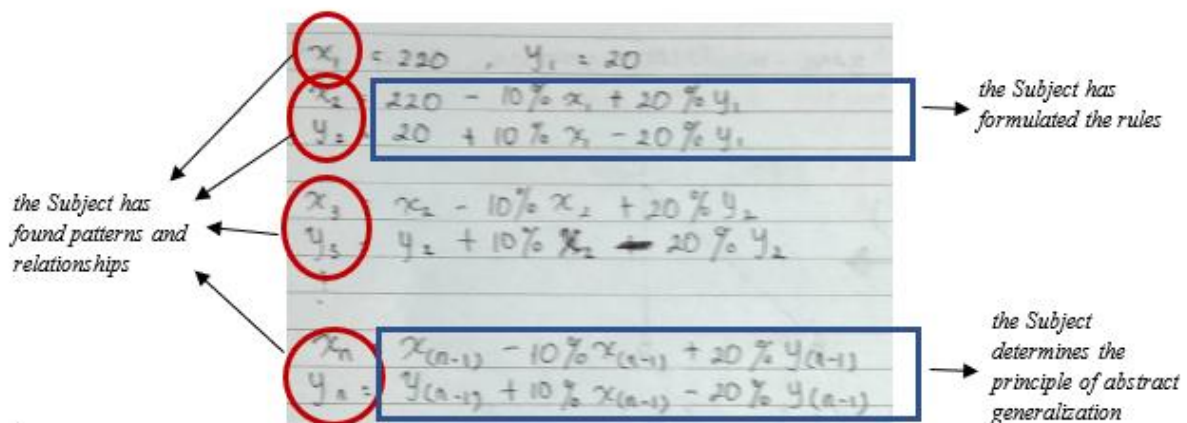 x₁ = 220 , y₁ = 20
x₂ = 220 - 10% x₁ + 20% y₁
y₂ = 20 + 10% x₁ - 20% y₁
x₃ = x₂ - 10% x₂ + 20% y₂
y₃ = y₂ + 10% x₂ - 20% y₂
xₙ = x₍ₙ₋₁₎ - 10% x₍ₙ₋₁₎ + 20% y₍ₙ₋₁₎
yₙ = y₍ₙ₋₁₎ + 10% x₍ₙ₋₁₎ - 20% y₍ₙ₋₁₎
the Subject has
found patterns and
relationships
the Subject has
formulated the rules
the Subject
determines the
principle of abstract
generalization